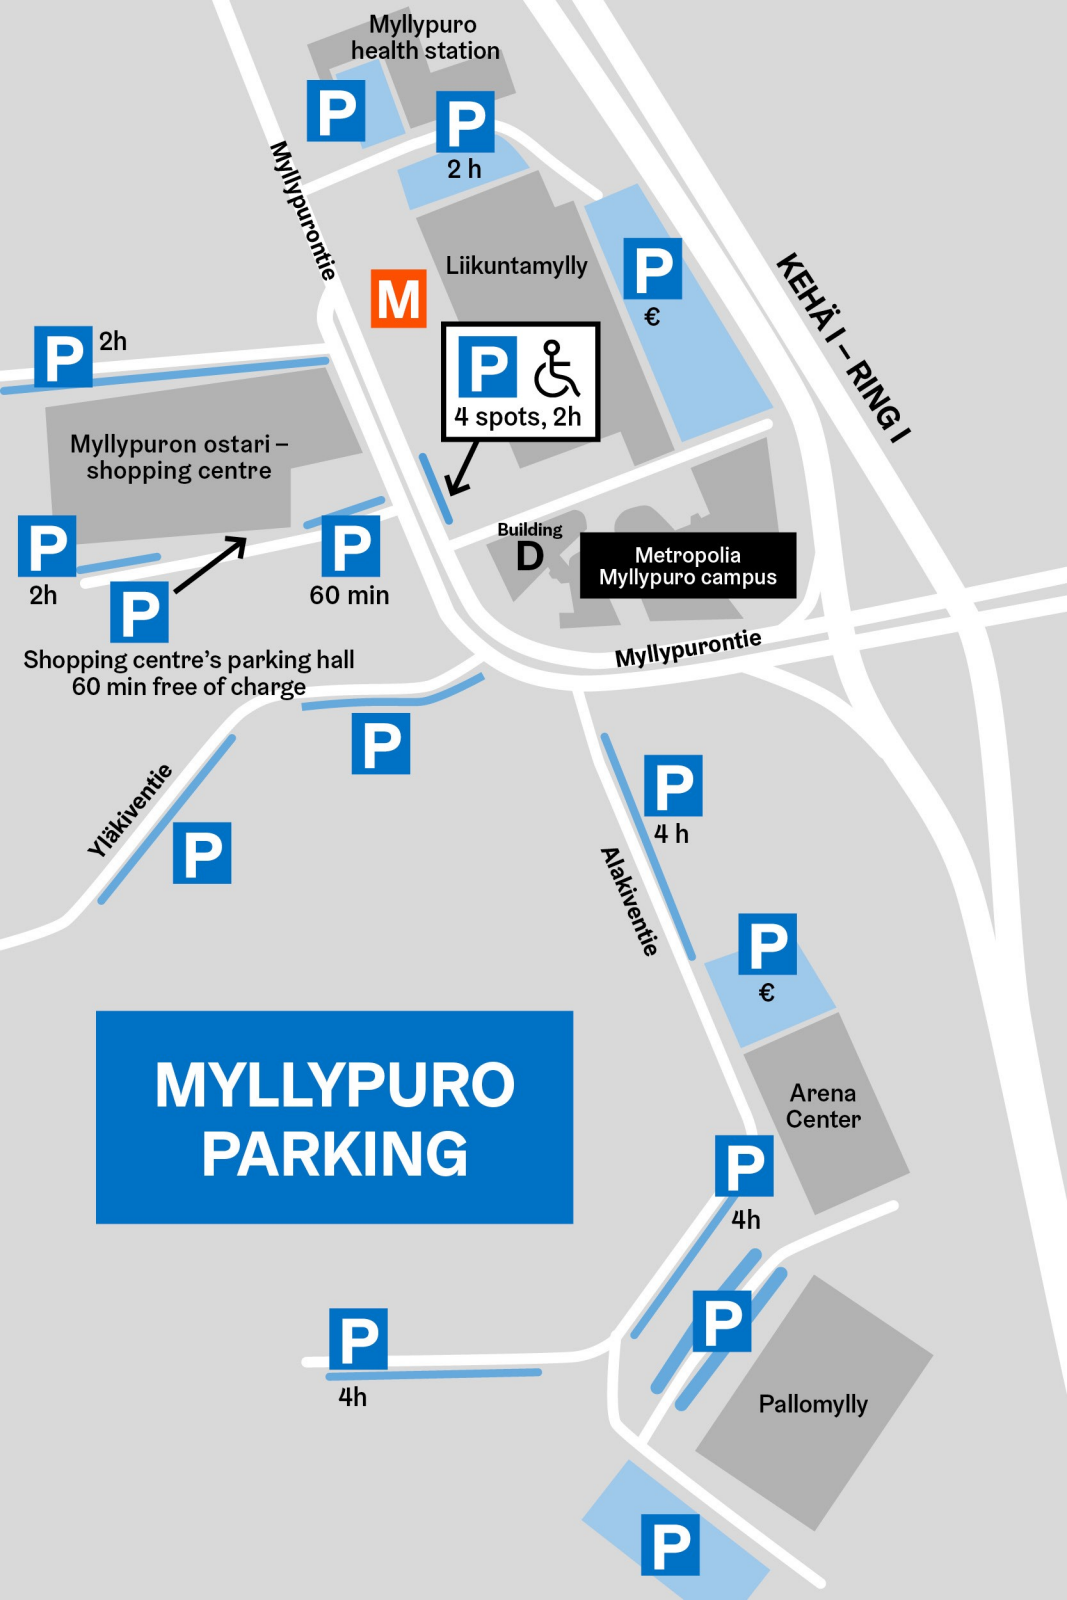 Myllypuro
health station
P
P
2 h
Myllypurontie
Liikuntamylly
P
€
M
KEHÄ I – RING I
P
2h
P
4 spots, 2h
Myllypuron ostari –
shopping centre
P
2h
P
60 min
Building
D
Metropolia
Myllypuro campus
P
Shopping centre's parking hall
60 min free of charge
Myllypurontie
P
Yläkiventie
P
P
4 h
Alakiventie
P
€
MYLLYPURO
PARKING
Arena
Center
P
4h
P
P
4h
Pallomylly
P